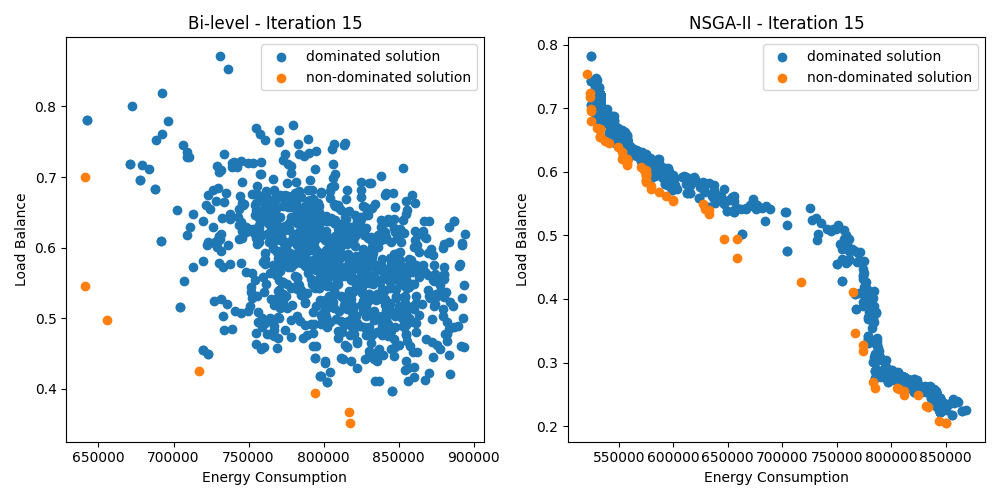 Bi-level - Iteration 15
dominated solution
non-dominated solution
0.8
0.7
0.6
0.5
0.4
Load Balance
650000 700000 750000 800000 850000 900000
Energy Consumption
NSGA-II - Iteration 15
dominated solution
non-dominated solution
0.8
0.7
0.6
0.5
0.4
0.3
0.2
Load Balance
550000 600000 650000 700000 750000 800000 850000
Energy Consumption